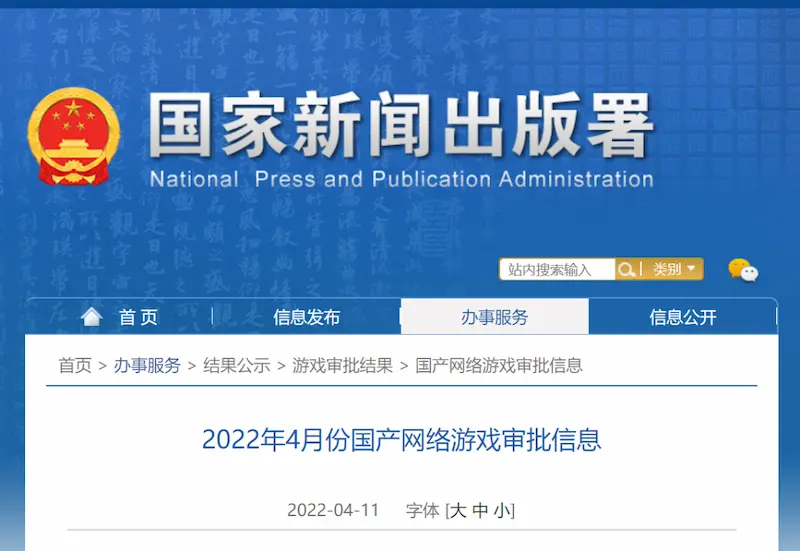 国家新闻出版署
National Press and Publication Administration
站内搜索输入 类别
首页 信息发布 办事服务 信息公开
首页 > 办事服务 > 结果公示 > 游戏审批结果 > 国产网络游戏审批信息
2022年4月份国产网络游戏审批信息
2022-04-11 字体 [大 中 小]